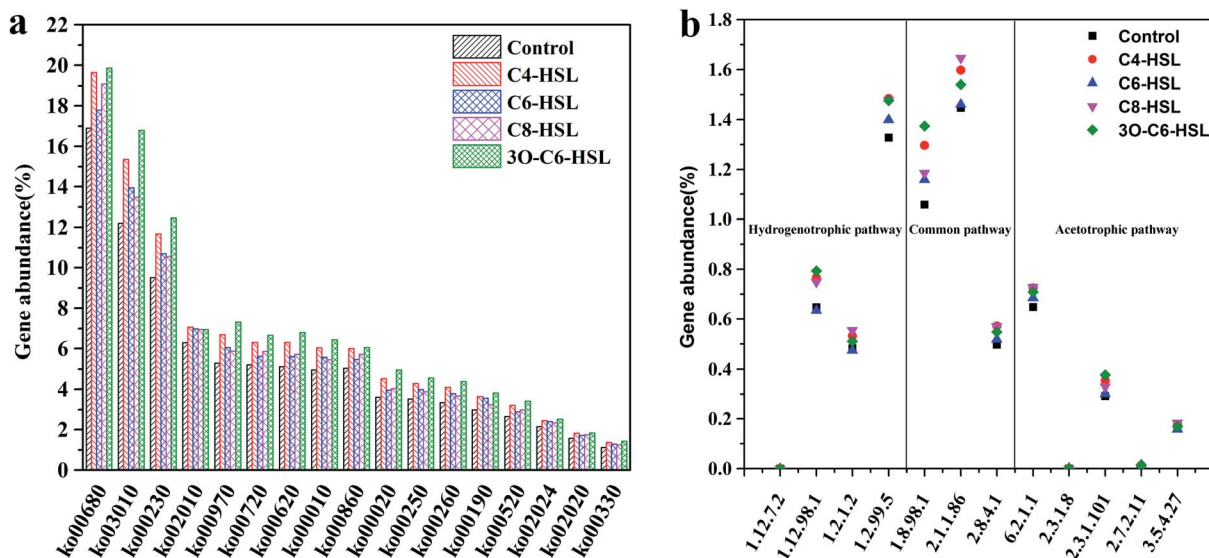 a
22
20
18
16
14
12
10
8
6
4
2
0
Gene abundance(%)
Control
C4-HSL
C6-HSL
C8-HSL
3O-C6-HSL
ko00680
ko03010
ko00230
ko02010
ko00970
ko00720
ko00620
ko00010
ko00860
ko00020
ko00250
ko00260
ko00190
ko00520
ko02024
ko02020
ko00330
b
1.8
1.6
1.4
1.2
1.0
0.8
0.6
0.4
0.2
0.0
Gene abundance(%)
Control
C4-HSL
C6-HSL
C8-HSL
3O-C6-HSL
Hydrogenotrophic pathway
Common pathway
Acetotrophic pathway
1.12.7.2
1.12.98.1
1.2.1.2
1.2.99.5
1.8.98.1
2.1.1.86
2.8.4.1
6.2.1.1
2.3.1.8
2.3.1.101
2.7.2.11
3.5.4.27